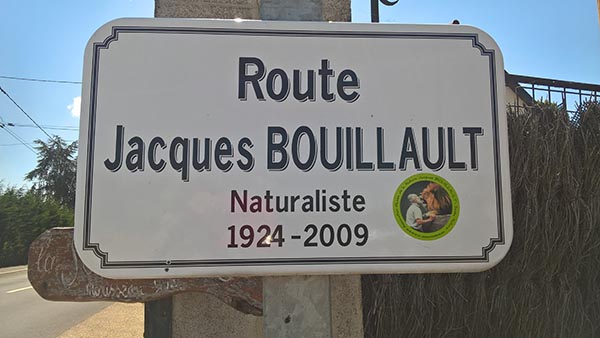 Route
Jacques BOUILLAULT
Naturaliste
1924-2009